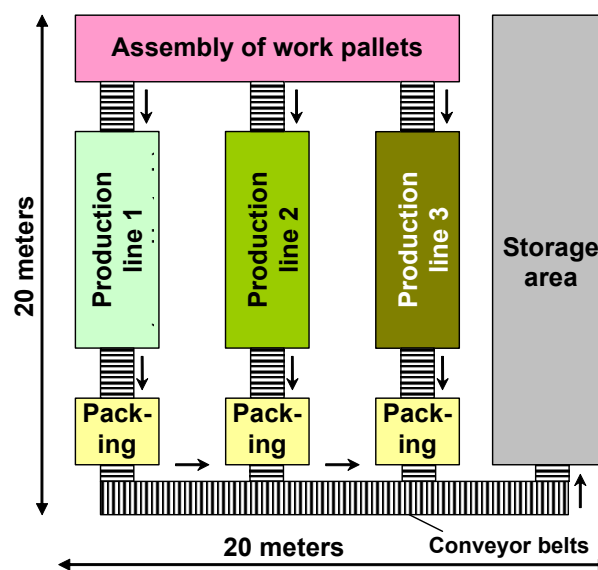 Assembly of work pallets
20 meters
Production
line 1
Production
line 2
Production
line 3
Storage
area
Pack-
ing
Pack-
ing
Pack-
ing
20 meters
Conveyor belts